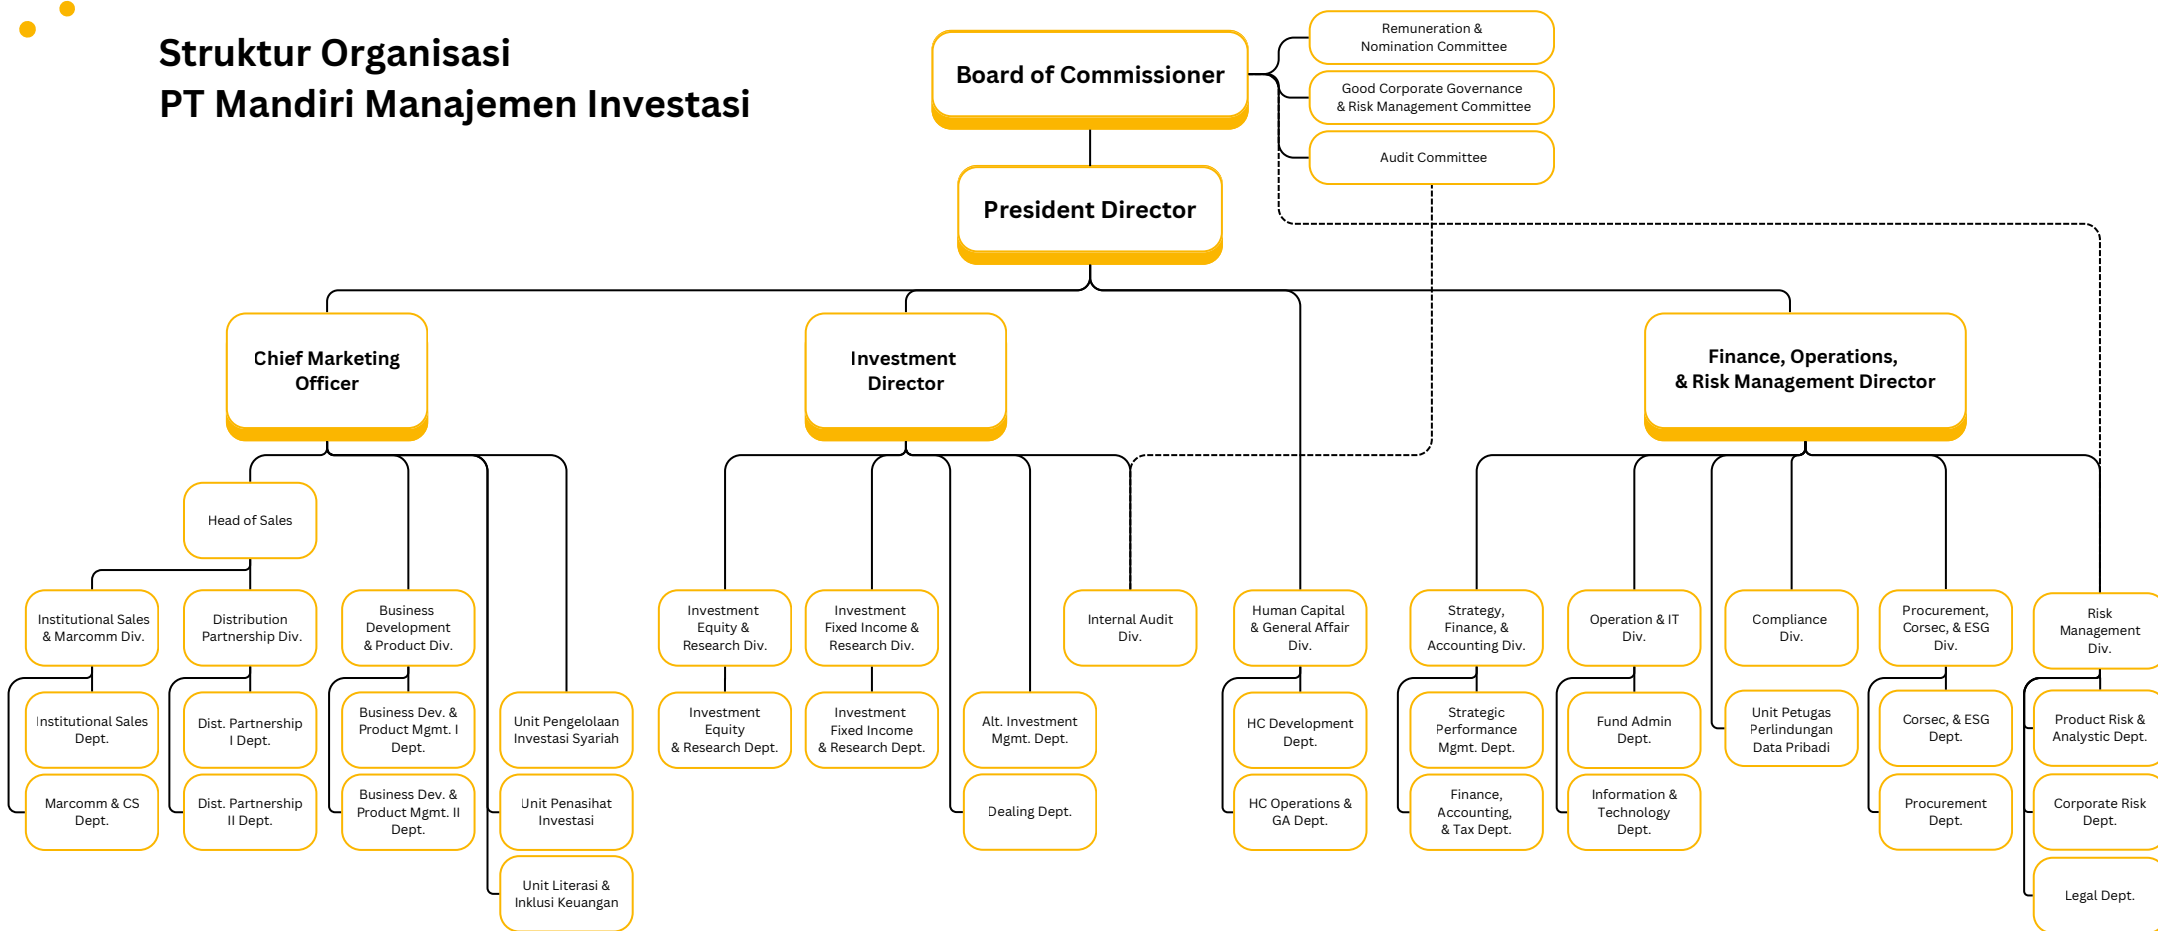 Struktur Organisasi
PT Mandiri Manajemen Investasi
Board of Commissioner
Remuneration &
Nomination Committee
Good Corporate Governance
& Risk Management Committee
Audit Committee
President Director
Chief Marketing
Officer
Investment
Director
Finance, Operations,
& Risk Management Director
Head of Sales
Institutional Sales
& Marcomm Div.
Distribution
Partnership Div.
Business
Development
& Product Div.
Investment
Equity &
Research Div.
Investment
Fixed Income &
Research Div.
Internal Audit
Div.
Human Capital
& General Affair
Div.
Strategy,
Finance, &
Accounting Div.
Operation & IT
Div.
Compliance
Div.
Procurement,
Corsec, & ESG
Div.
Risk
Management
Div.
Institutional Sales
Dept.
Dist. Partnership
I Dept.
Business Dev. &
Product Mgmt. I
Dept.
Unit Pengelolaan
Investasi Syariah
Investment
Equity
& Research Dept.
Investment
Fixed Income
& Research Dept.
Alt. Investment
Mgmt. Dept.
HC Development
Dept.
Strategic
Performance
Mgmt. Dept.
Fund Admin
Dept.
Unit Petugas
Perlindungan
Data Pribadi
Corsec, & ESG
Dept.
Product Risk &
Analystic Dept.
Marcomm & CS
Dept.
Dist. Partnership
II Dept.
Business Dev. &
Product Mgmt. II
Dept.
Unit Penasihat
Investasi
Dealing Dept.
HC Operations &
GA Dept.
Finance,
Accounting,
& Tax Dept.
Information &
Technology
Dept.
Procurement
Dept.
Corporate Risk
Dept.
Unit Literasi &
Inklusi Keuangan
Legal Dept.